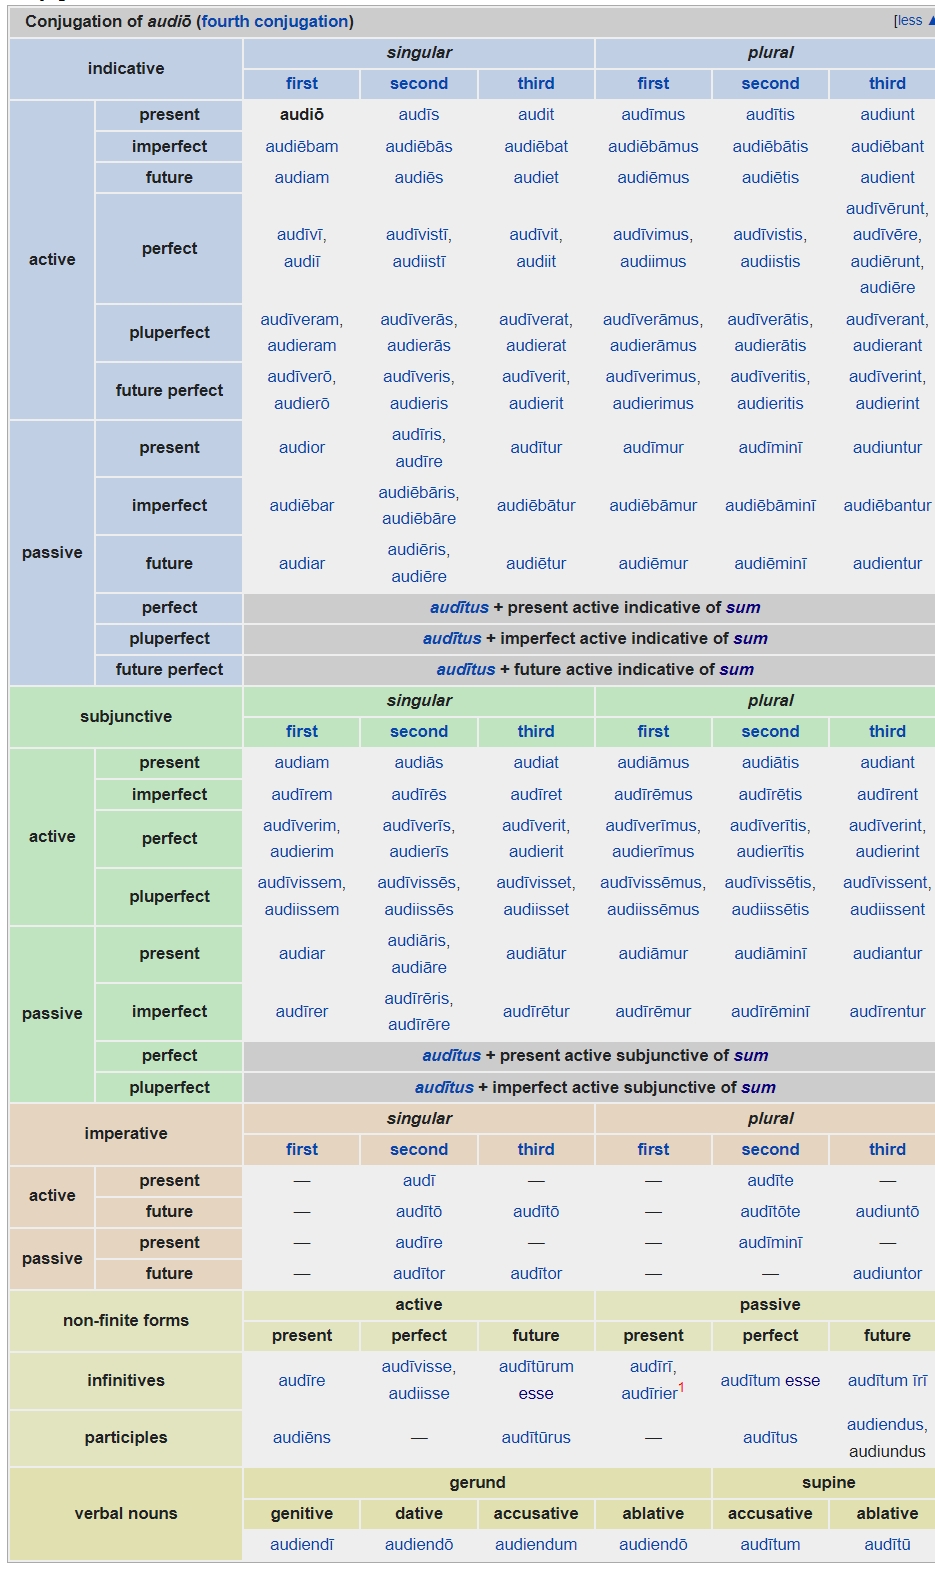 Conjugation of audiō (fourth conjugation) [less ▲
indicative singular plural
first second third first second third
active present audiō audīs audit audīmus audītis audiunt
imperfect audiēbam audiēbās audiēbat audiēbāmus audiēbātis audiēbant
future audiam audiēs audiet audiēmus audiētis audient
perfect audīvī, audiī audīvistī, audiistī audīvit, audiit audīvimus, audiimus audīvistis, audiistis audīvērunt, audīvēre, audiērunt, audiēre
pluperfect audīveram, audieram audīverās, audierās audīverat, audierat audīverāmus, audierāmus audīverātis, audierātis audīverant, audierant
future perfect audīverō, audierō audīveris, audieris audīverit, audierit audīverimus, audierimus audīveritis, audieritis audīverint, audierint
passive present audior audīris, audīre audītur audīmur audīminī audiuntur
imperfect audiēbar audiēbāris, audiēbāre audiēbātur audiēbāmur audiēbāminī audiēbantur
future audiar audiēris, audiēre audiētur audiēmur audiēminī audientur
perfect audītus + present active indicative of sum
pluperfect audītus + imperfect active indicative of sum
future perfect audītus + future active indicative of sum
subjunctive singular plural
first second third first second third
active present audiam audiās audiat audiāmus audiātis audiant
imperfect audīrem audīrēs audīret audīrēmus audīrētis audīrent
perfect audīverim, audierim audīverīs, audierīs audīverit, audierit audīverīmus, audierīmus audīverītis, audierītis audīverint, audierint
pluperfect audīvissem, audiissem audīvissēs, audiissēs audīvisset, audiisset audīvissēmus, audiissēmus audīvissētis, audiissētis audīvissent, audiissent
passive present audiar audiāris, audiāre audiātur audiāmur audiāminī audiantur
imperfect audīrer audīrēris, audīrēre audīrētur audīrēmur audīrēminī audīrentur
perfect audītus + present active subjunctive of sum
pluperfect audītus + imperfect active subjunctive of sum
imperative singular plural
first second third first second third
active present — audī — — audīte —
future — audītō audītō — audītōte audiuntō
passive present — audīre — — audīminī —
future — audītor audītor — — audiuntor
non-finite forms active passive
present perfect future present perfect future
infinitives audīre audīvisse, audiisse audītūrum esse audīrī, audīrier1 audītum esse audītum īrī
participles audiēns — audītūrus — audītus audiendus, audiundus
verbal nouns gerund supine
genitive dative accusative ablative accusative ablative
audiendī audiendō audiendum audiendō audītum audītū